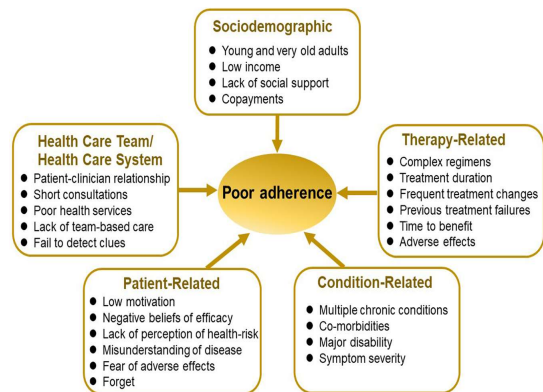 Sociodemographic
● Young and very old adults
● Low income
● Lack of social support
● Copayments
Health Care Team/
Health Care System
● Patient-clinician relationship
● Short consultations
● Poor health services
● Lack of team-based care
● Fail to detect clues
Poor adherence
Therapy-Related
● Complex regimens
● Treatment duration
● Frequent treatment changes
● Previous treatment failures
● Time to benefit
● Adverse effects
Patient-Related
● Low motivation
● Negative beliefs of efficacy
● Lack of perception of health-risk
● Misunderstanding of disease
● Fear of adverse effects
● Forget
Condition-Related
● Multiple chronic conditions
● Co-morbidities
● Major disability
● Symptom severity